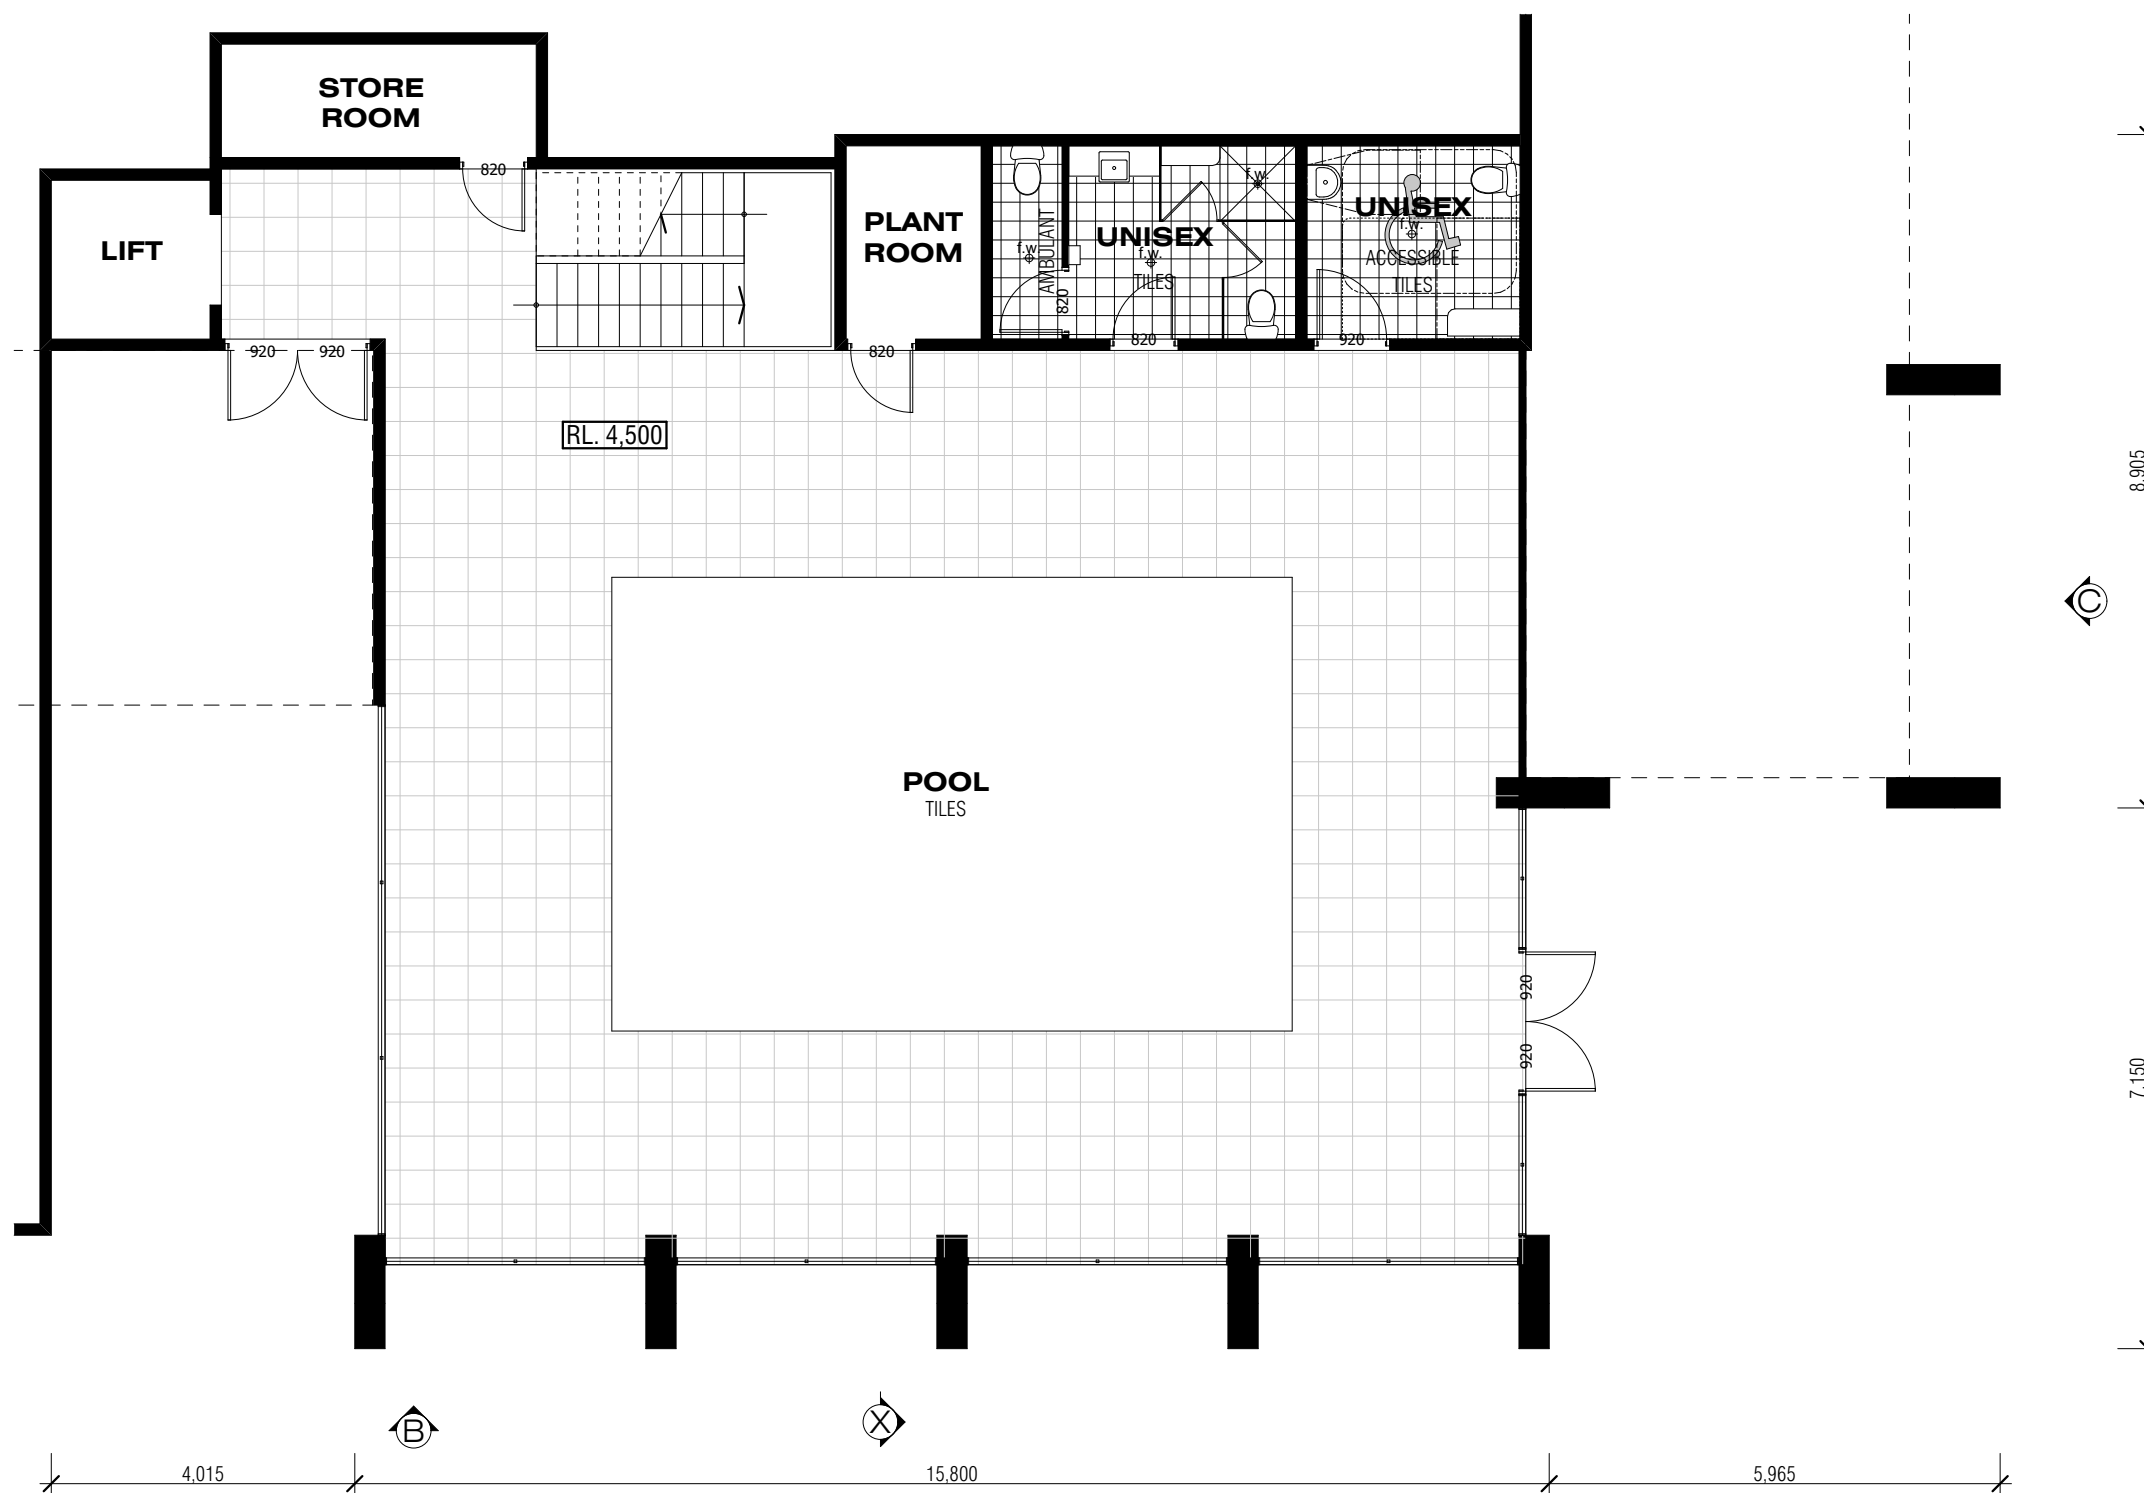 STORE
ROOM
820
LIFT
PLANT
ROOM
f.w.
AMBULANT
820
UNISEX
f.w.
TILES
f.w.
UNISEX
f.w.
ACCESSIBLE
TILES
920
920
820
820
920
RL. 4,500
8,905
C
POOL
TILES
920
920
7,150
B
X
4,015
15,800
5,965